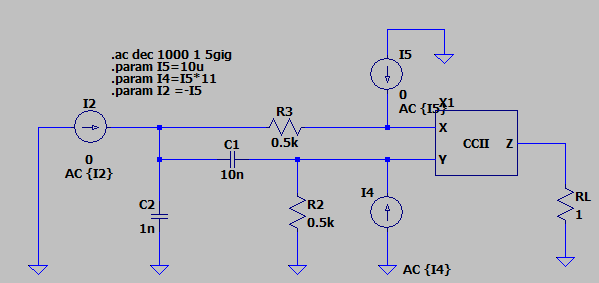 .ac dec 1000 1 5gig
.param I5=10u
.param I4=I5*11
.param I2 =-I5
I5
0
AC {I5}
I2
0
AC {I2}
R3
0.5k
X1
X
CCII
Z
Y
C1
10n
C2
1n
R2
0.5k
I4
AC {I4}
RL
1